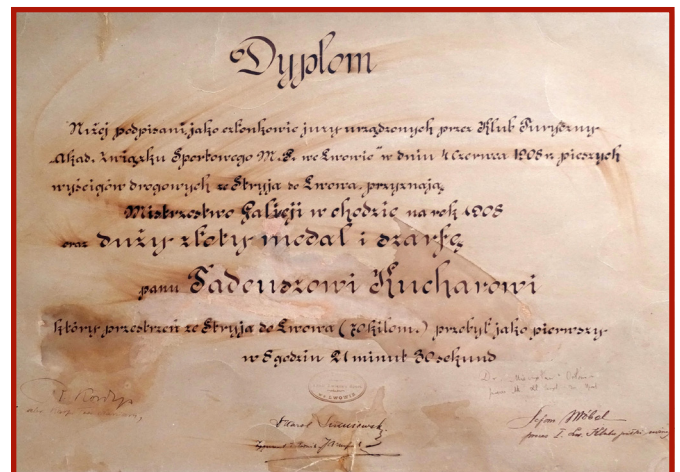 Dyplom
Niżej podpisani, jako członkowie jury urządzonych przez Klub Turystyczny
„Akad. Związku Sportowego M.P. we Lwowie" w dniu 4 czerwca 1908 r. pieszych
wyścigów drogowych ze Stryja do Lwowa, przyznają
Mistrzostwo Galicji w chodzie na rok 1908
oraz duży złoty medal i szarfę
panu Tadeuszowi Kucharowi
który przestrzeń ze Stryja do Lwowa (70 kilom.) przebył jako pierwszy
w 8 godzin 21 minut 30 sekund